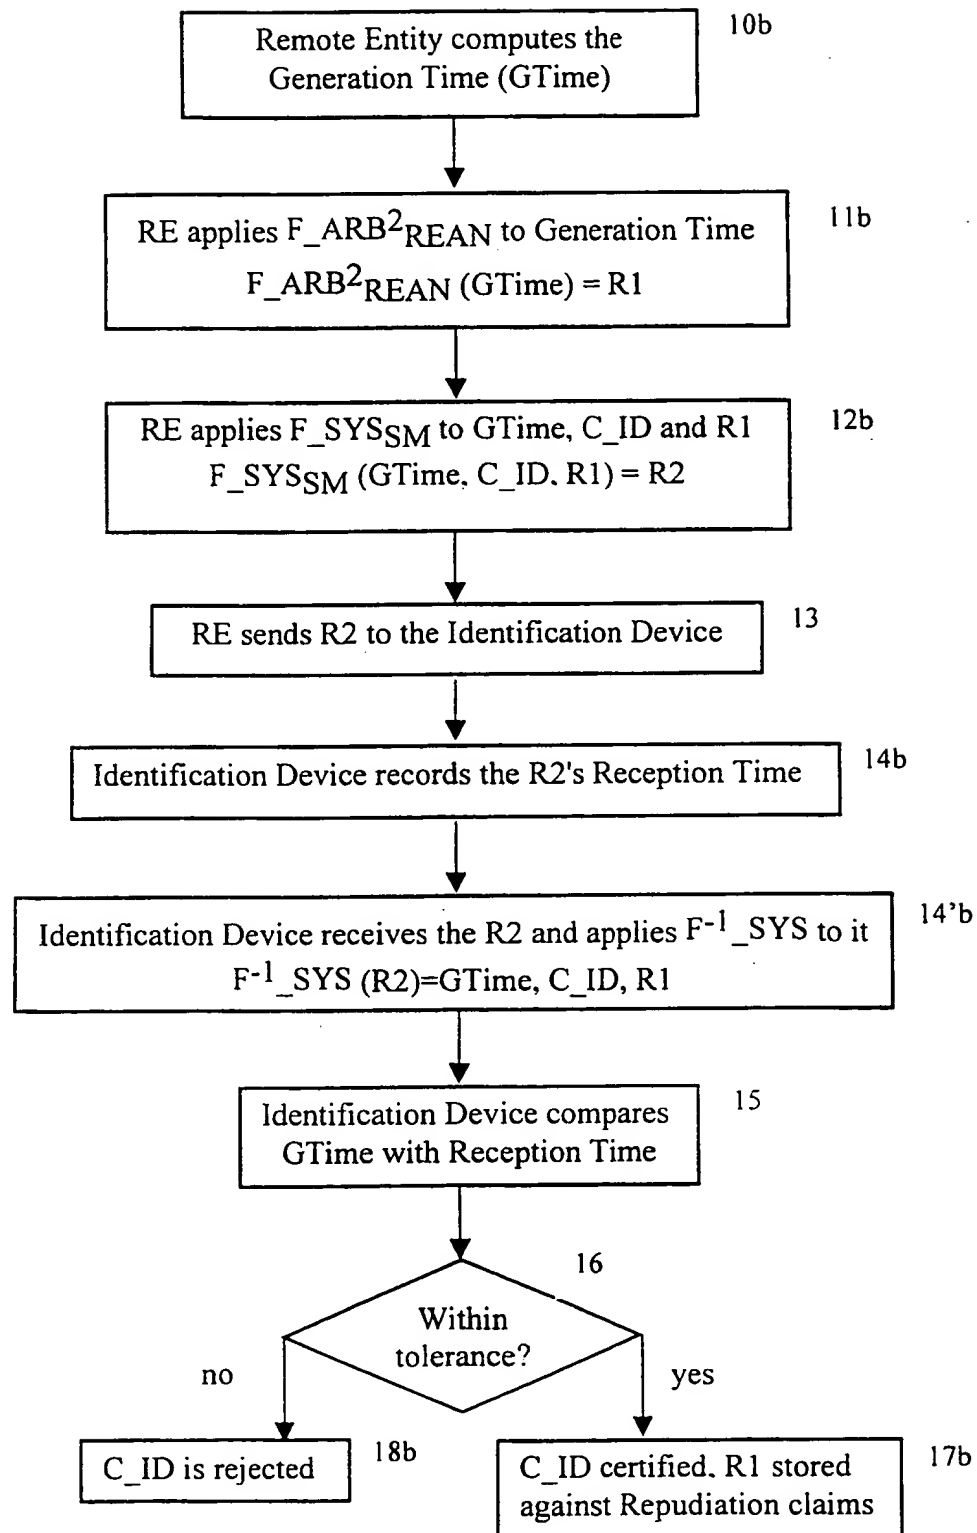 Remote Entity computes the
Generation Time (GTime)
10b
RE applies F_ARB²REAN to Generation Time
F_ARB²REAN (GTime) = R1
11b
RE applies F_SYSSM to GTime, C_ID and R1
F_SYSSM (GTime, C_ID, R1) = R2
12b
RE sends R2 to the Identification Device
13
Identification Device records the R2's Reception Time
14b
Identification Device receives the R2 and applies F⁻¹_SYS to it
F⁻¹_SYS (R2)=GTime, C_ID, R1
14'b
Identification Device compares
GTime with Reception Time
15
16
Within
tolerance?
no
yes
C_ID is rejected
18b
C_ID certified, R1 stored
against Repudiation claims
17b